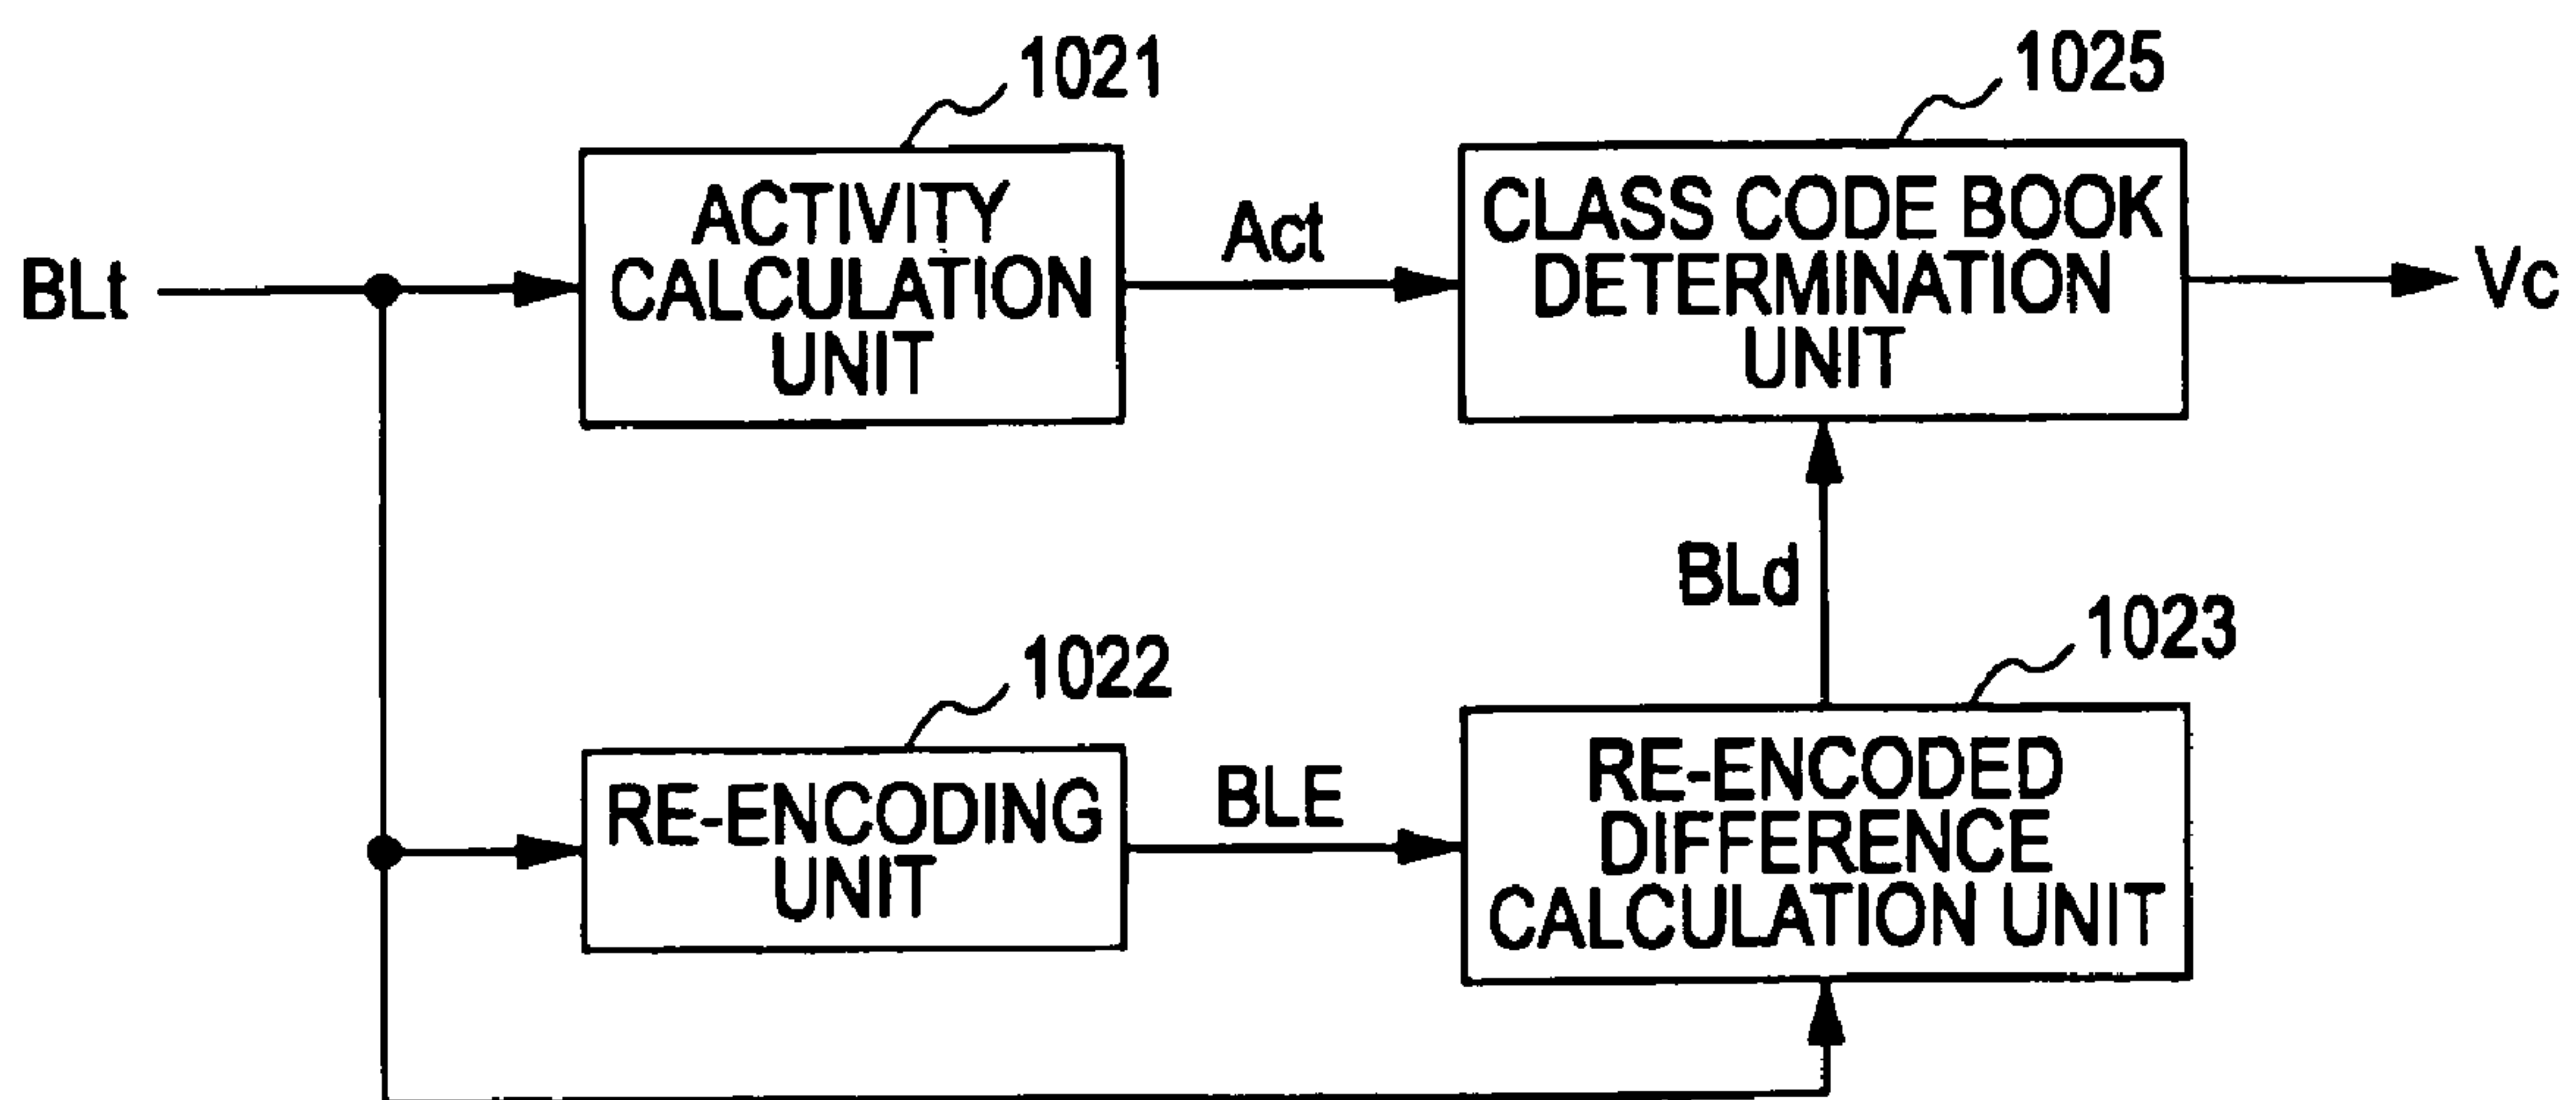 1021
1025
ACTIVITY
CALCULATION
UNIT
CLASS CODE BOOK
DETERMINATION
UNIT
BLt
Act
Vc
BLd
1022
1023
RE-ENCODING
UNIT
BLE
RE-ENCODED
DIFFERENCE
CALCULATION UNIT